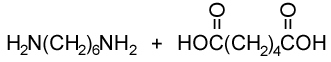 O O
H₂N(CH₂)₆NH₂ + HOC(CH₂)₄COH